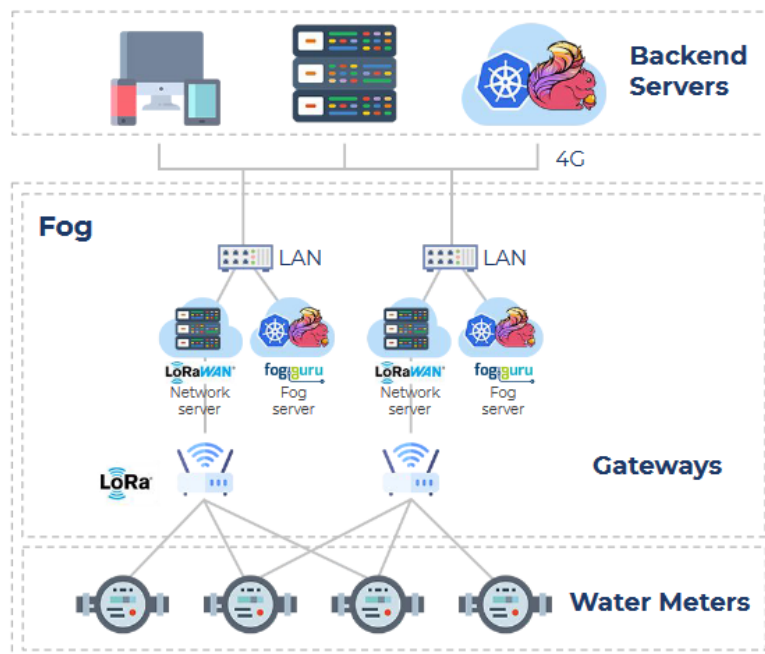 Backend
Servers
4G
Fog
LAN
LAN
LoRaWAN®
fogguru
LoRaWAN®
fogguru
Network
server
Fog
server
Network
server
Fog
server
LoRa®
Gateways
Water Meters